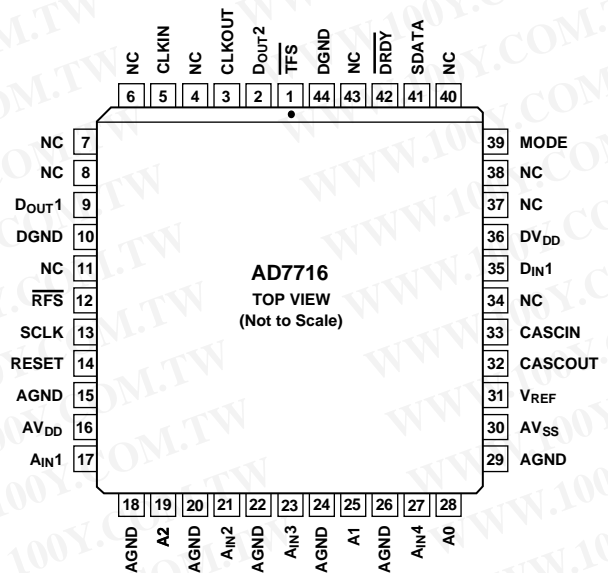 NC CLKIN NC CLKOUT DOUT2 TFS DGND NC DRDY SDATA NC
6 5 4 3 2 1 44 43 42 41 40
NC 7
NC 8
DOUT1 9
DGND 10
NC 11
RFS 12
SCLK 13
RESET 14
AGND 15
AVDD 16
AIN1 17
AD7716
TOP VIEW
(Not to Scale)
39 MODE
38 NC
37 NC
36 DVDD
35 DIN1
34 NC
33 CASCIN
32 CASCOUT
31 VREF
30 AVSS
29 AGND
18 19 20 21 22 23 24 25 26 27 28
AGND A2 AGND AIN2 AGND AIN3 AGND A1 AGND AIN4 A0
WWW.100Y.COM.TW